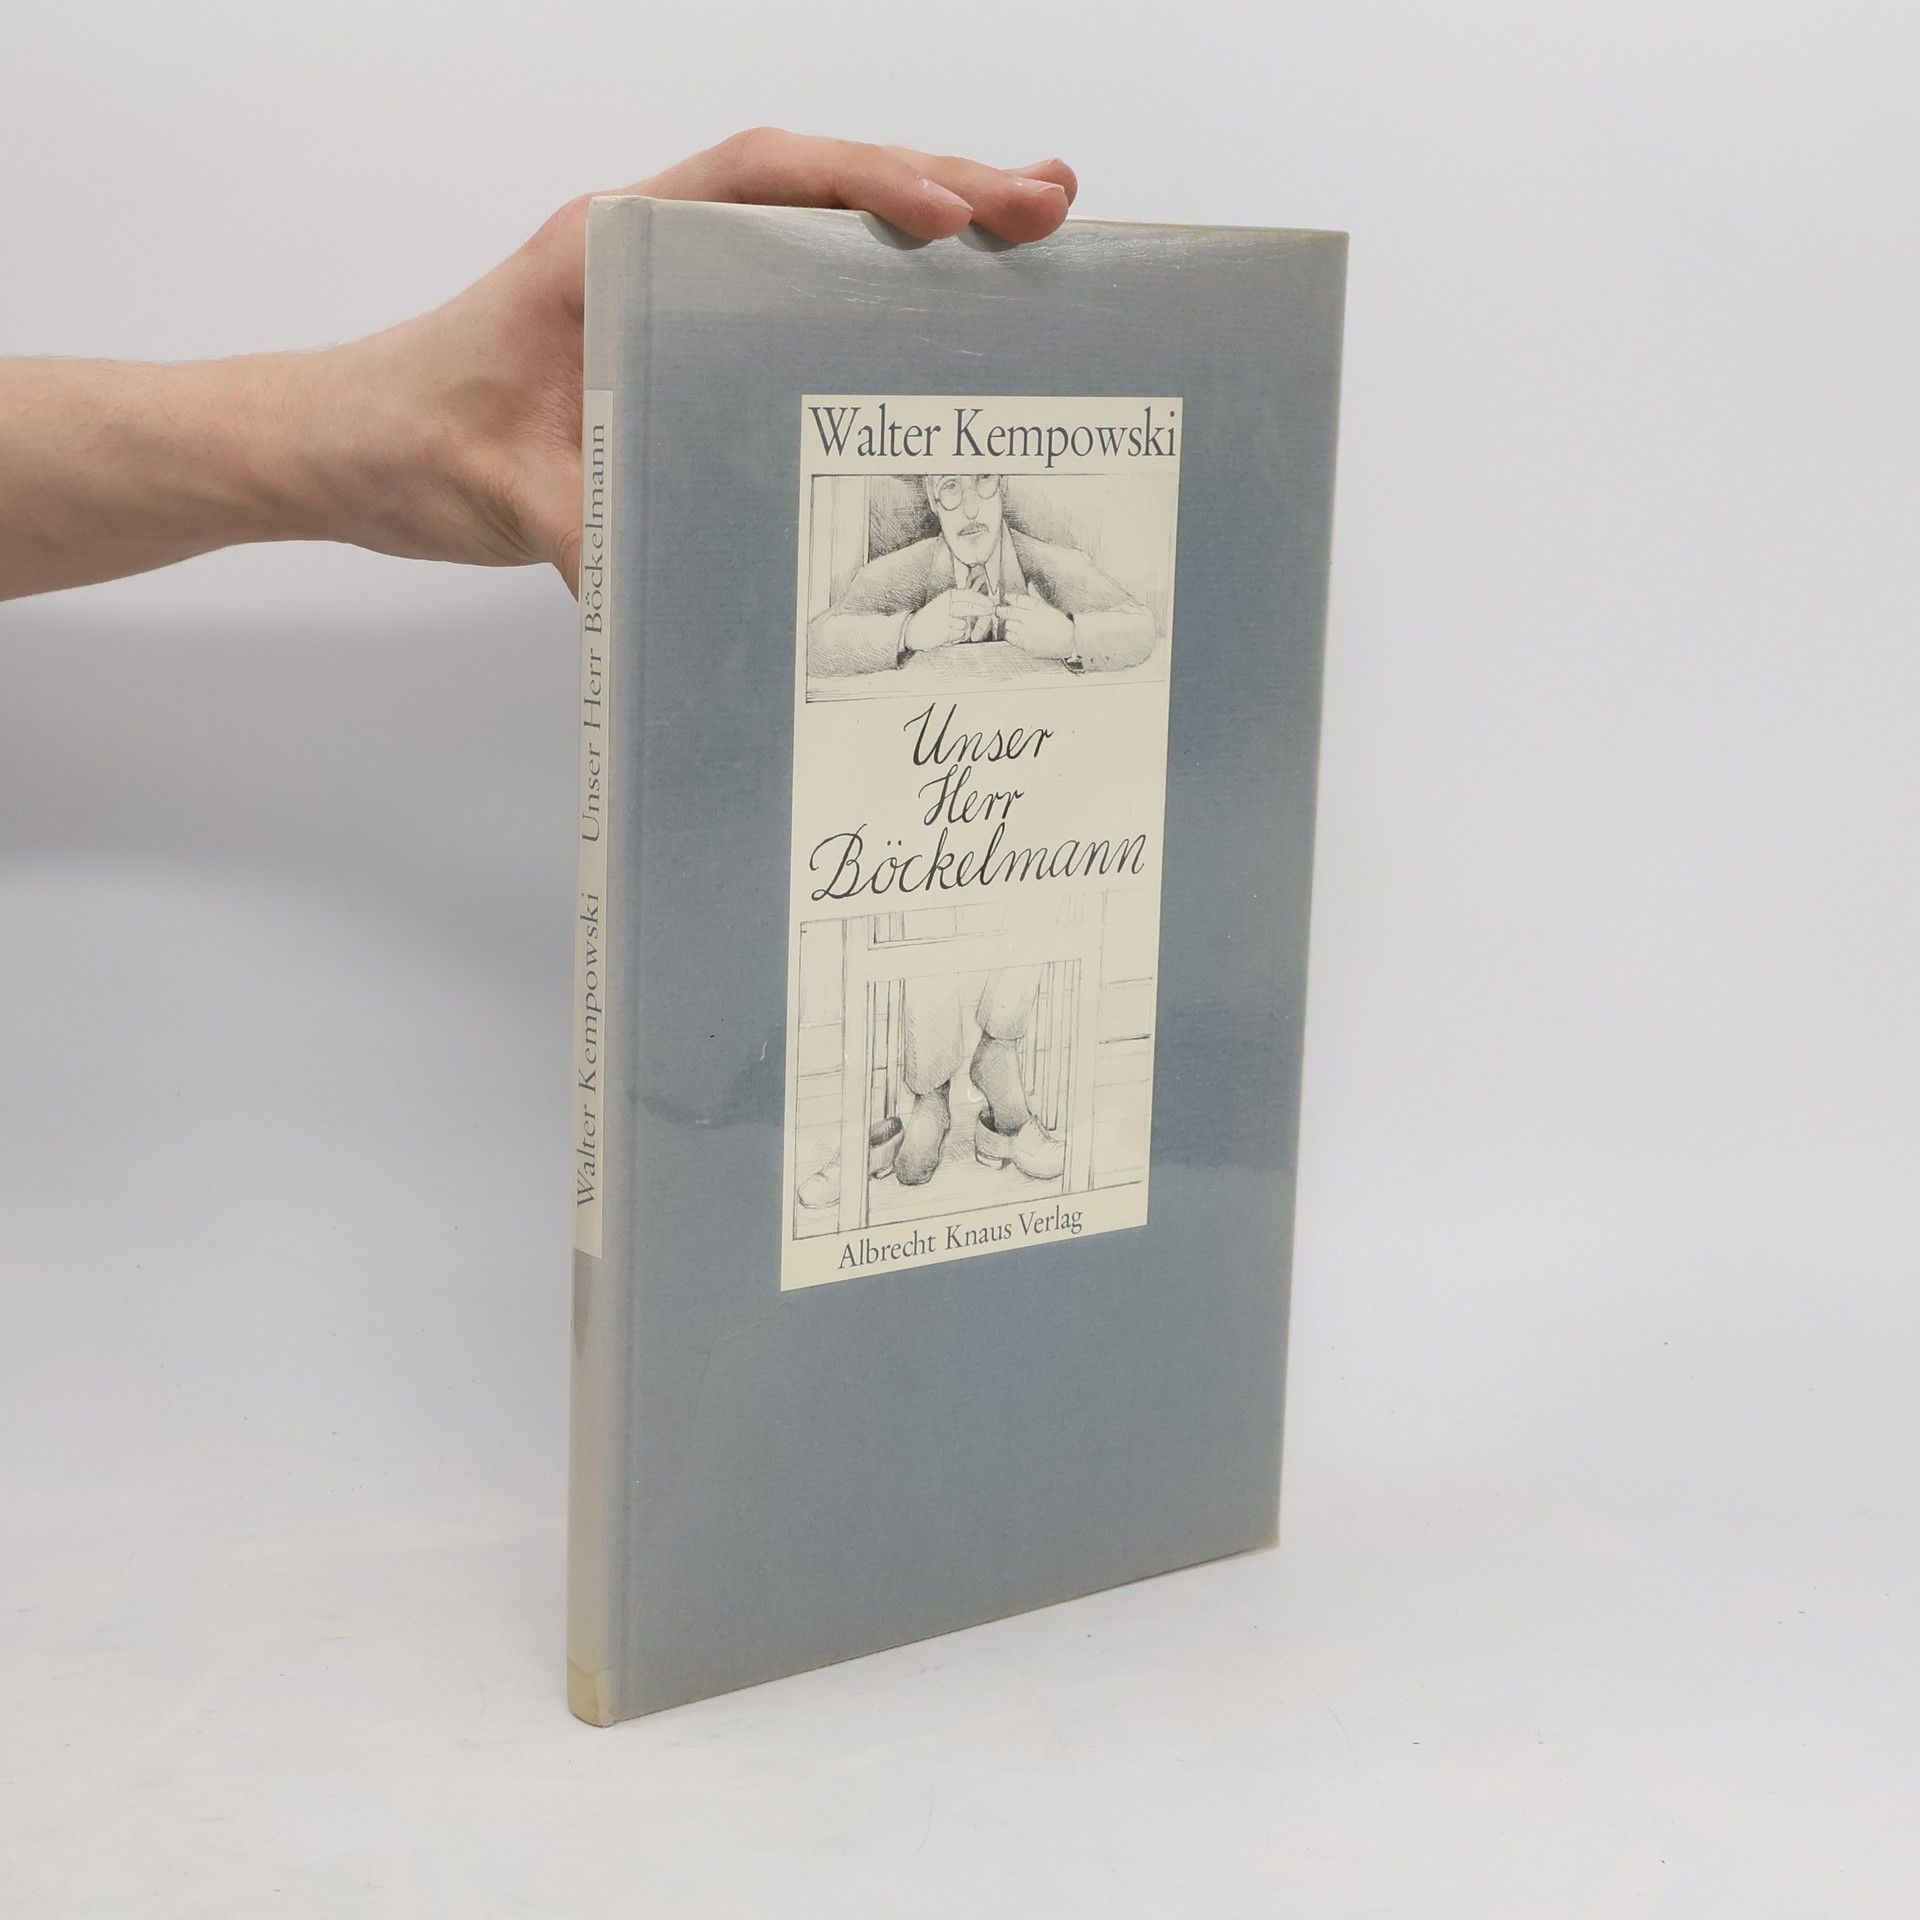 Walter Kempowski
Unser
Herr
Böckelmann
Albrecht Knaus Verlag
Walter Kempowski Unser Herr Böckelmann